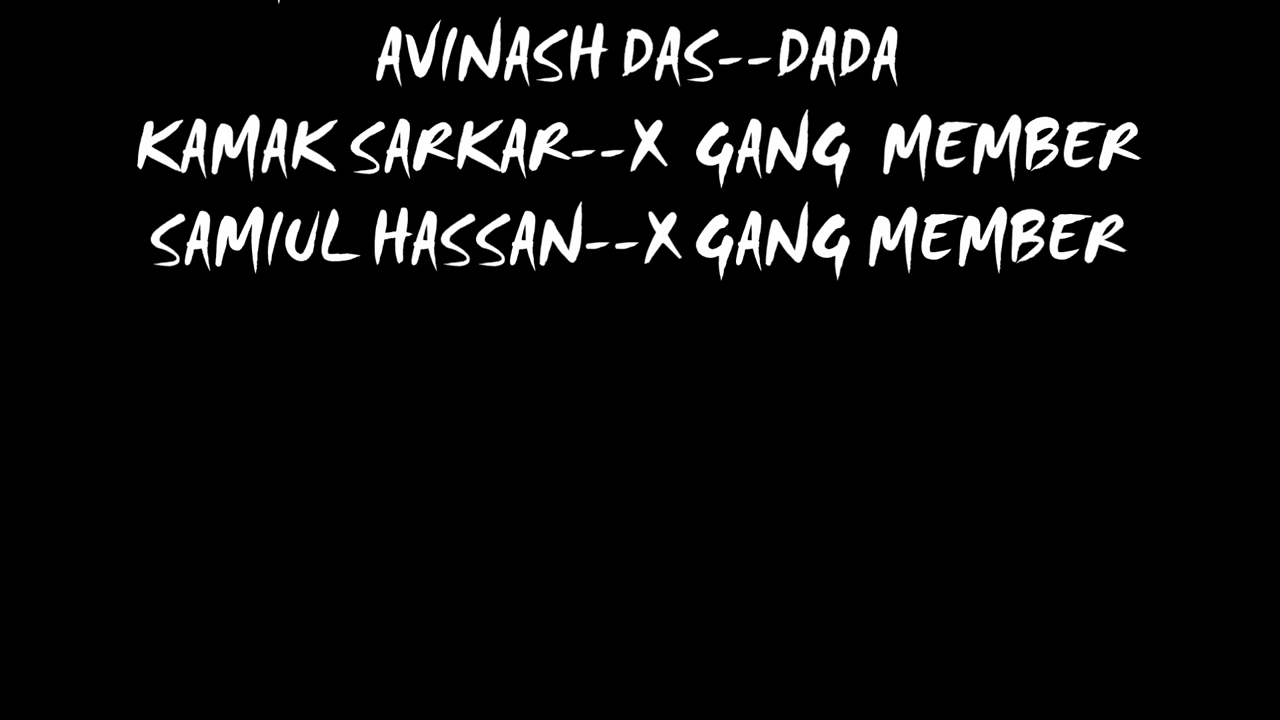 AVINASH DAS--DADA
KAMAK SARKAR--X GANG MEMBER
SAMIUL HASSAN--X GANG MEMBER